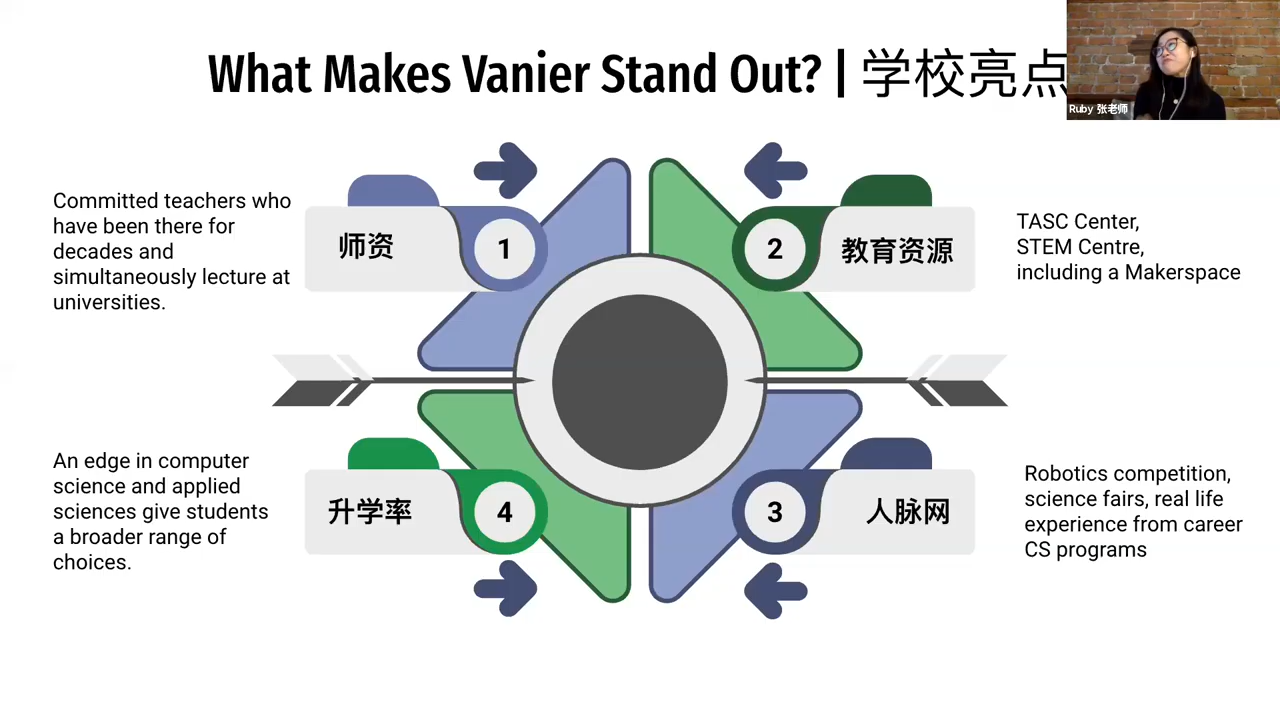 What Makes Vanier Stand Out? | 学校亮点
Ruby 张老师
Committed teachers who
have been there for
decades and
simultaneously lecture at
universities.
师资
1
2
教育资源
TASC Center,
STEM Centre,
including a Makerspace
An edge in computer
science and applied
sciences give students
a broader range of
choices.
升学率
4
3
人脉网
Robotics competition,
science fairs, real life
experience from career
CS programs